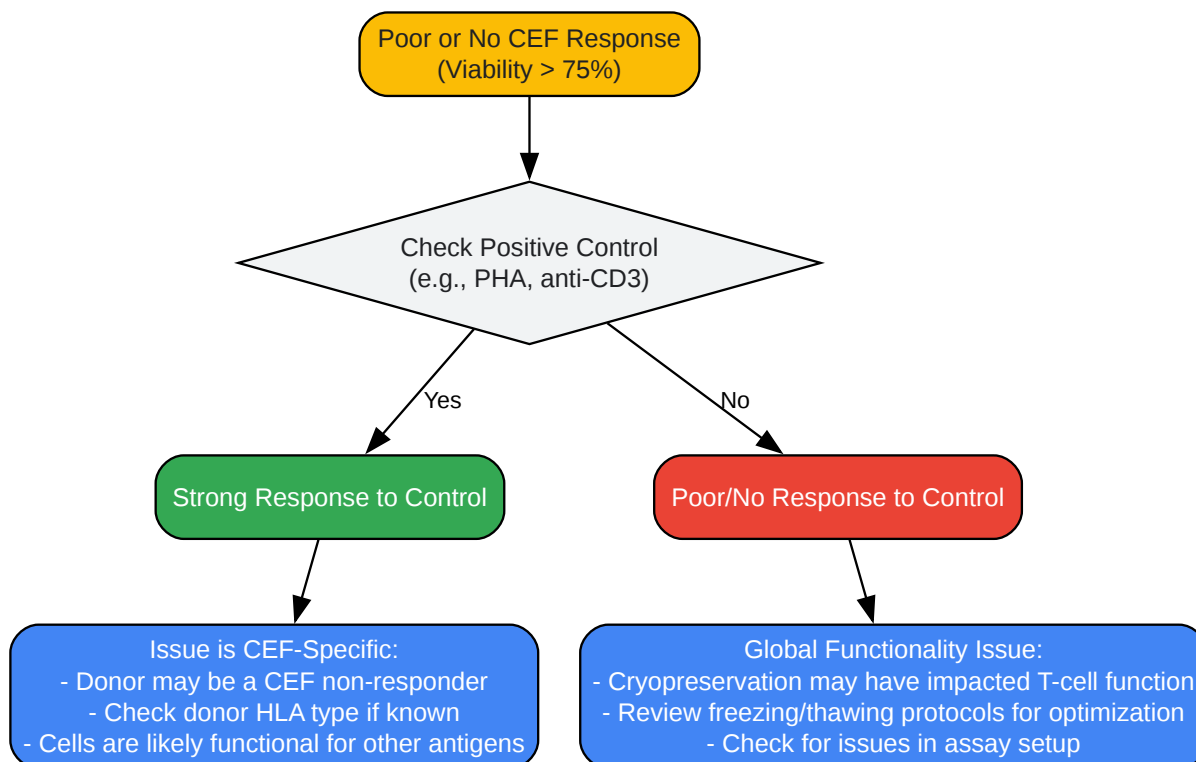 Poor or No CEF Response
(Viability > 75%)
Check Positive Control
(e.g., PHA, anti-CD3)
Yes
No
Strong Response to Control
Poor/No Response to Control
Issue is CEF-Specific:
- Donor may be a CEF non-responder
- Check donor HLA type if known
- Cells are likely functional for other antigens
Global Functionality Issue:
- Cryopreservation may have impacted T-cell function
- Review freezing/thawing protocols for optimization
- Check for issues in assay setup